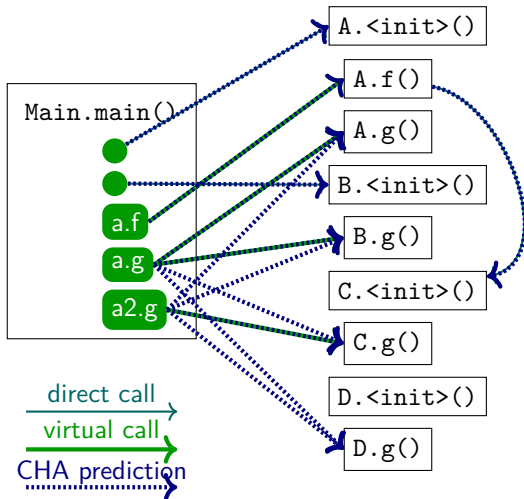 Main.main()
a.f
a.g
a2.g
A.<init>()
A.f()
A.g()
B.<init>()
B.g()
C.<init>()
C.g()
D.<init>()
D.g()
direct call
virtual call
CHA prediction